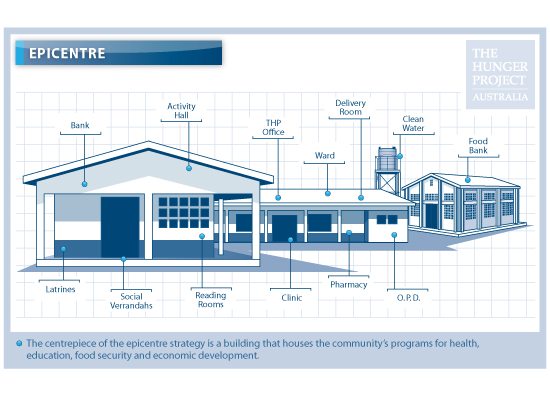 EPICENTRE
THE
HUNGER
PROJECT
AUSTRALIA
Bank
Activity
Hall
THP
Office
Ward
Delivery
Room
Clean
Water
Food
Bank
Latrines
Social
Verrandahs
Reading
Rooms
Clinic
Pharmacy
O.P.D.
The centrepiece of the epicentre strategy is a building that houses the community's programs for health,
education, food security and economic development.